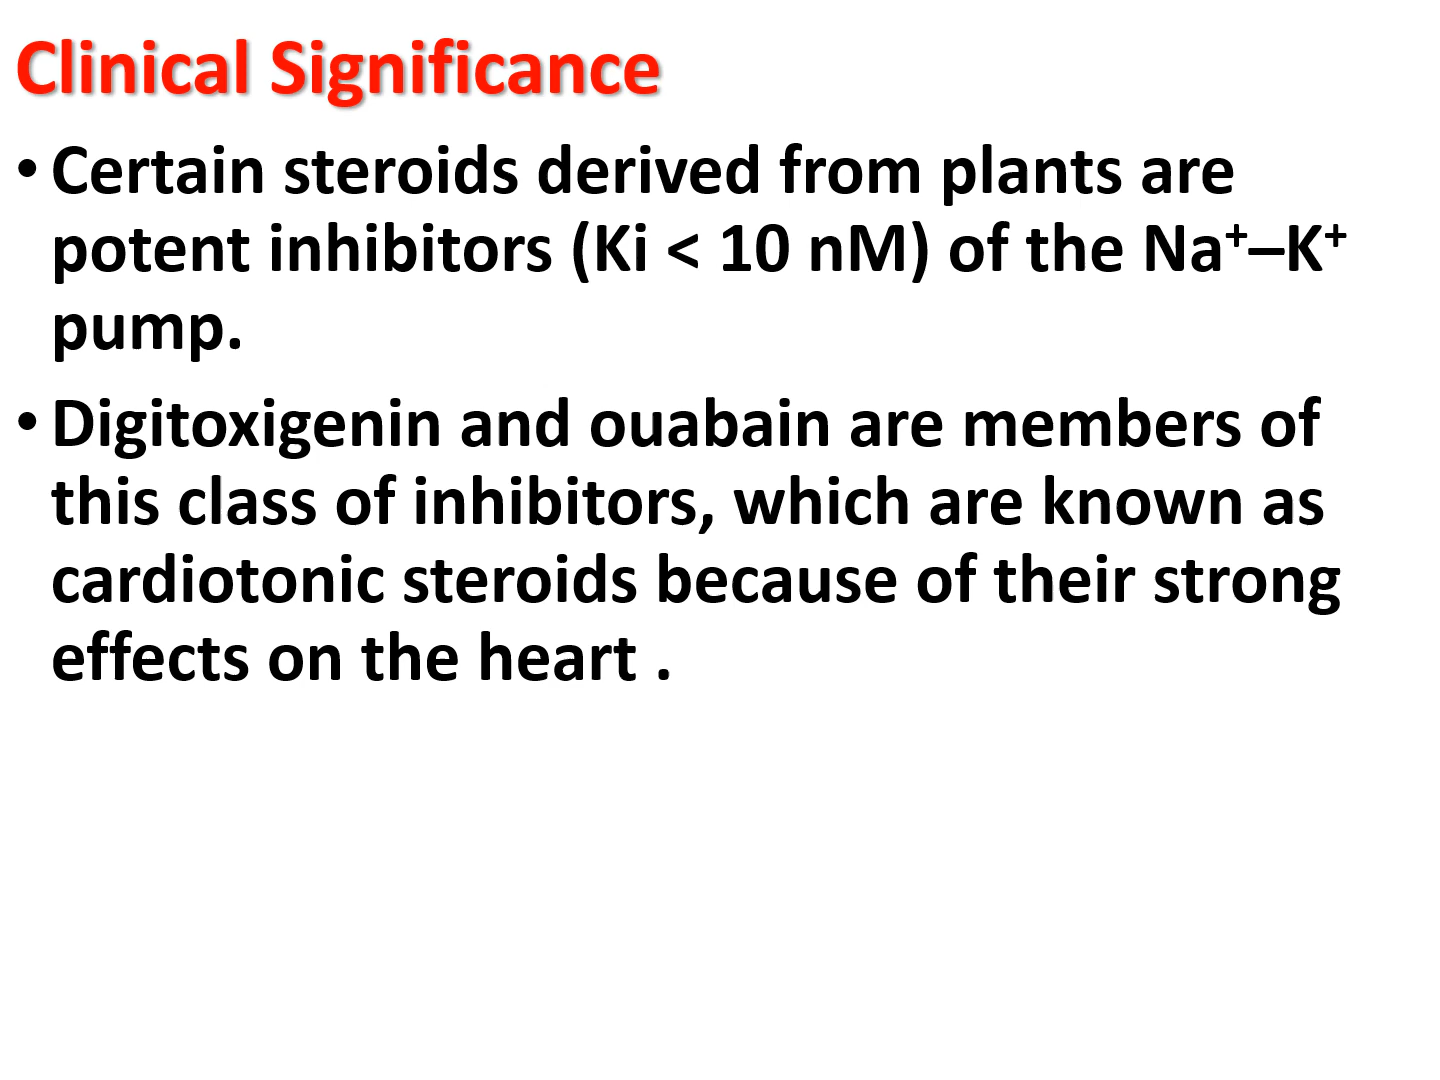 Clinical Significance
• Certain steroids derived from plants are
potent inhibitors (Ki < 10 nM) of the Na⁺–K⁺
pump.
• Digitoxigenin and ouabain are members of
this class of inhibitors, which are known as
cardiotonic steroids because of their strong
effects on the heart .